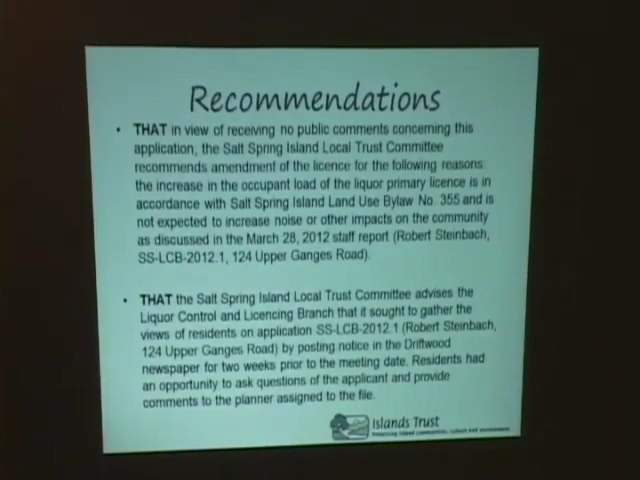 Recommendations
• THAT in view of receiving no public comments concerning this
application, the Salt Spring Island Local Trust Committee
recommends amendment of the licence for the following reasons:
the increase in the occupant load of the liquor primary licence is in
accordance with Salt Spring Island Land Use Bylaw No. 355 and is
not expected to increase noise or other impacts on the community
as discussed in the March 28, 2012 staff report (Robert Steinbach,
SS-LCB-2012.1, 124 Upper Ganges Road).
• THAT the Salt Spring Island Local Trust Committee advises the
Liquor Control and Licencing Branch that it sought to gather the
views of residents on application SS-LCB-2012.1 (Robert Steinbach,
124 Upper Ganges Road) by posting notice in the Driftwood
newspaper for two weeks prior to the meeting date. Residents had
an opportunity to ask questions of the applicant and provide
comments to the planner assigned to the file.
Islands Trust